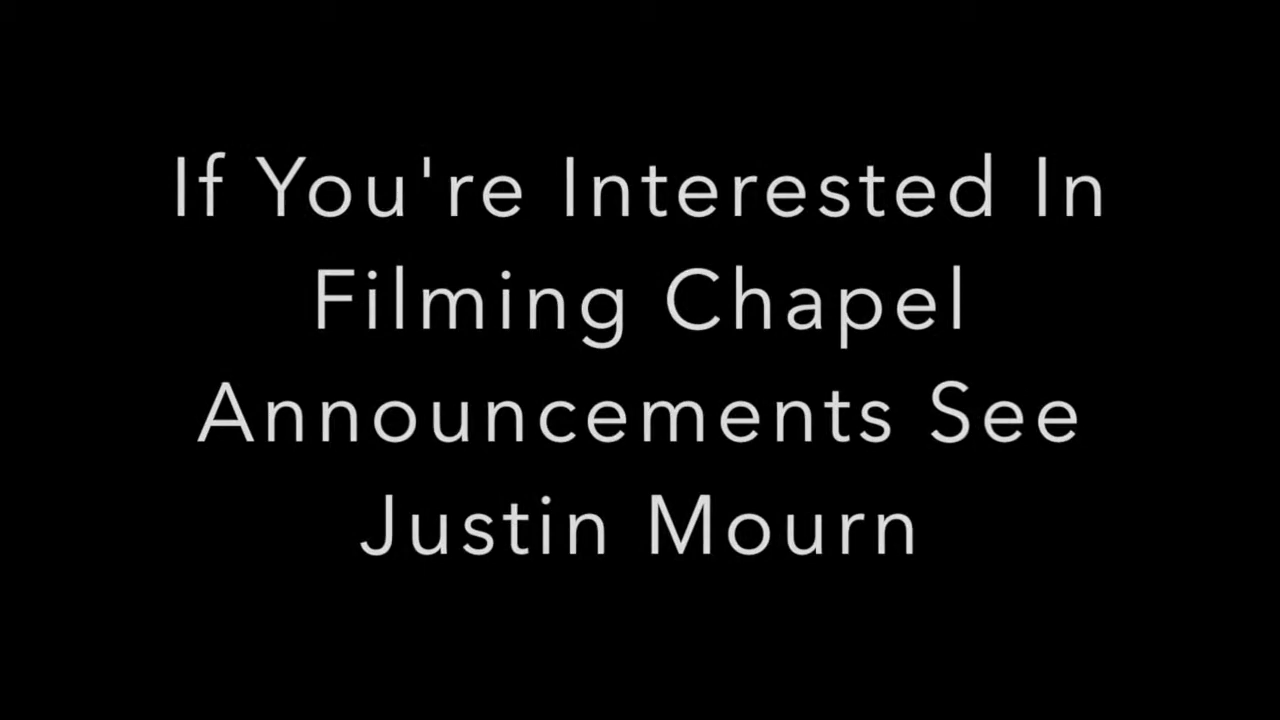 If You're Interested In
Filming Chapel
Announcements See
Justin Mourn